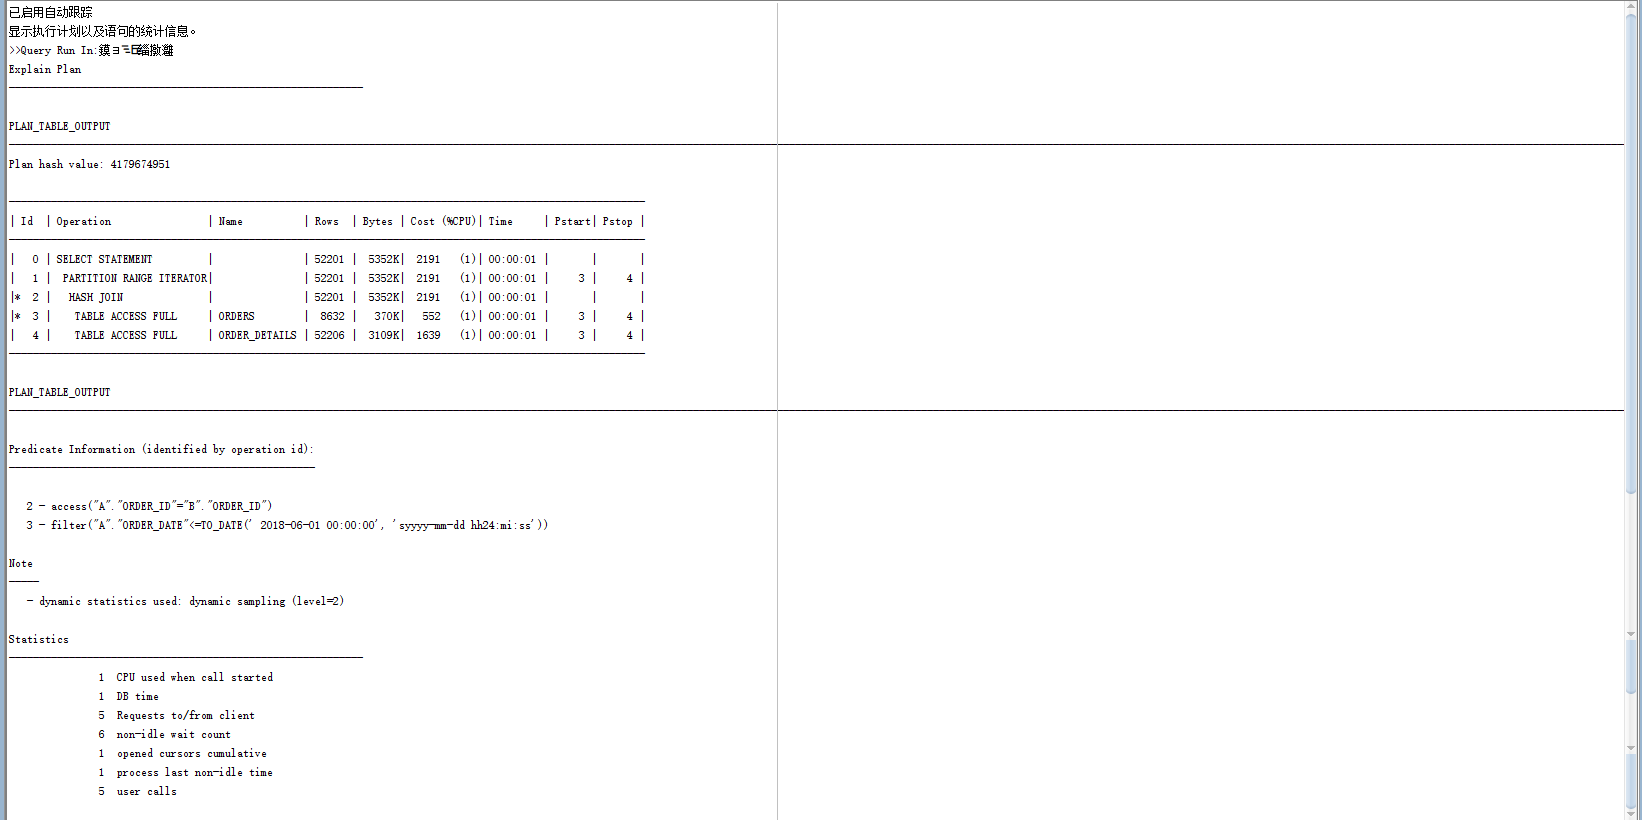 已启用自动跟踪
显示执行计划以及语句的统计信息。
>>Query Run In:
Explain Plan
PLAN_TABLE_OUTPUT
Plan hash value: 4179674951
| Id | Operation | Name | Rows | Bytes | Cost (%CPU)| Time | Pstart| Pstop |
| 0 | SELECT STATEMENT | | 52201 | 5352K| 2191 (1)| 00:00:01 | | |
| 1 | PARTITION RANGE ITERATOR| | 52201 | 5352K| 2191 (1)| 00:00:01 | 3 | 4 |
|* 2 | HASH JOIN | | 52201 | 5352K| 2191 (1)| 00:00:01 | | |
|* 3 | TABLE ACCESS FULL | ORDERS | 8632 | 370K| 552 (1)| 00:00:01 | 3 | 4 |
| 4 | TABLE ACCESS FULL | ORDER_DETAILS | 52206 | 3109K| 1639 (1)| 00:00:01 | 3 | 4 |
PLAN_TABLE_OUTPUT
Predicate Information (identified by operation id):
2 - access("A"."ORDER_ID"="B"."ORDER_ID")
3 - filter("A"."ORDER_DATE"<=TO_DATE(' 2018-06-01 00:00:00', 'syyyy-mm-dd hh24:mi:ss'))
Note
-----
- dynamic statistics used: dynamic sampling (level=2)
Statistics
1 CPU used when call started
1 DB time
5 Requests to/from client
6 non-idle wait count
1 opened cursors cumulative
1 process last non-idle time
5 user calls